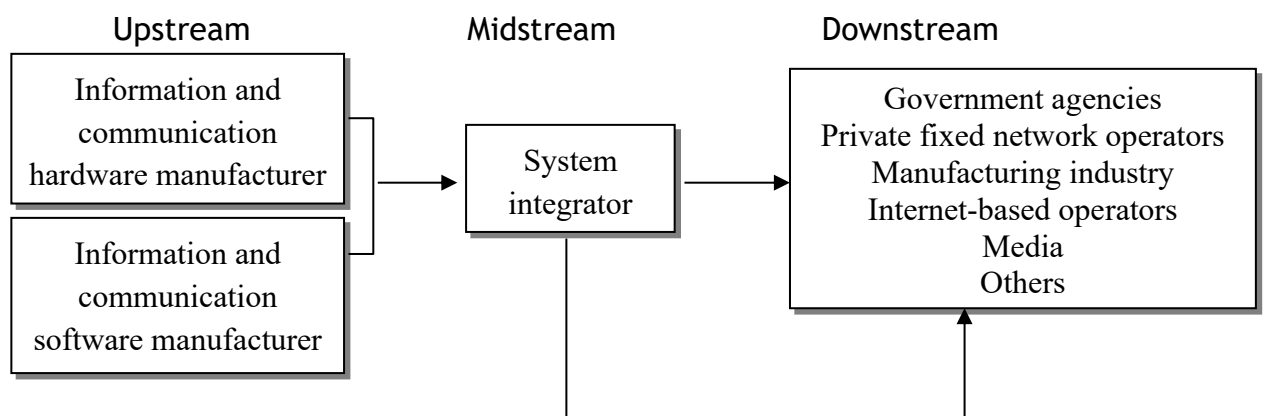 Upstream
Midstream
Downstream
Information and
communication
hardware manufacturer
Information and
communication
software manufacturer
System
integrator
Government agencies
Private fixed network operators
Manufacturing industry
Internet-based operators
Media
Others